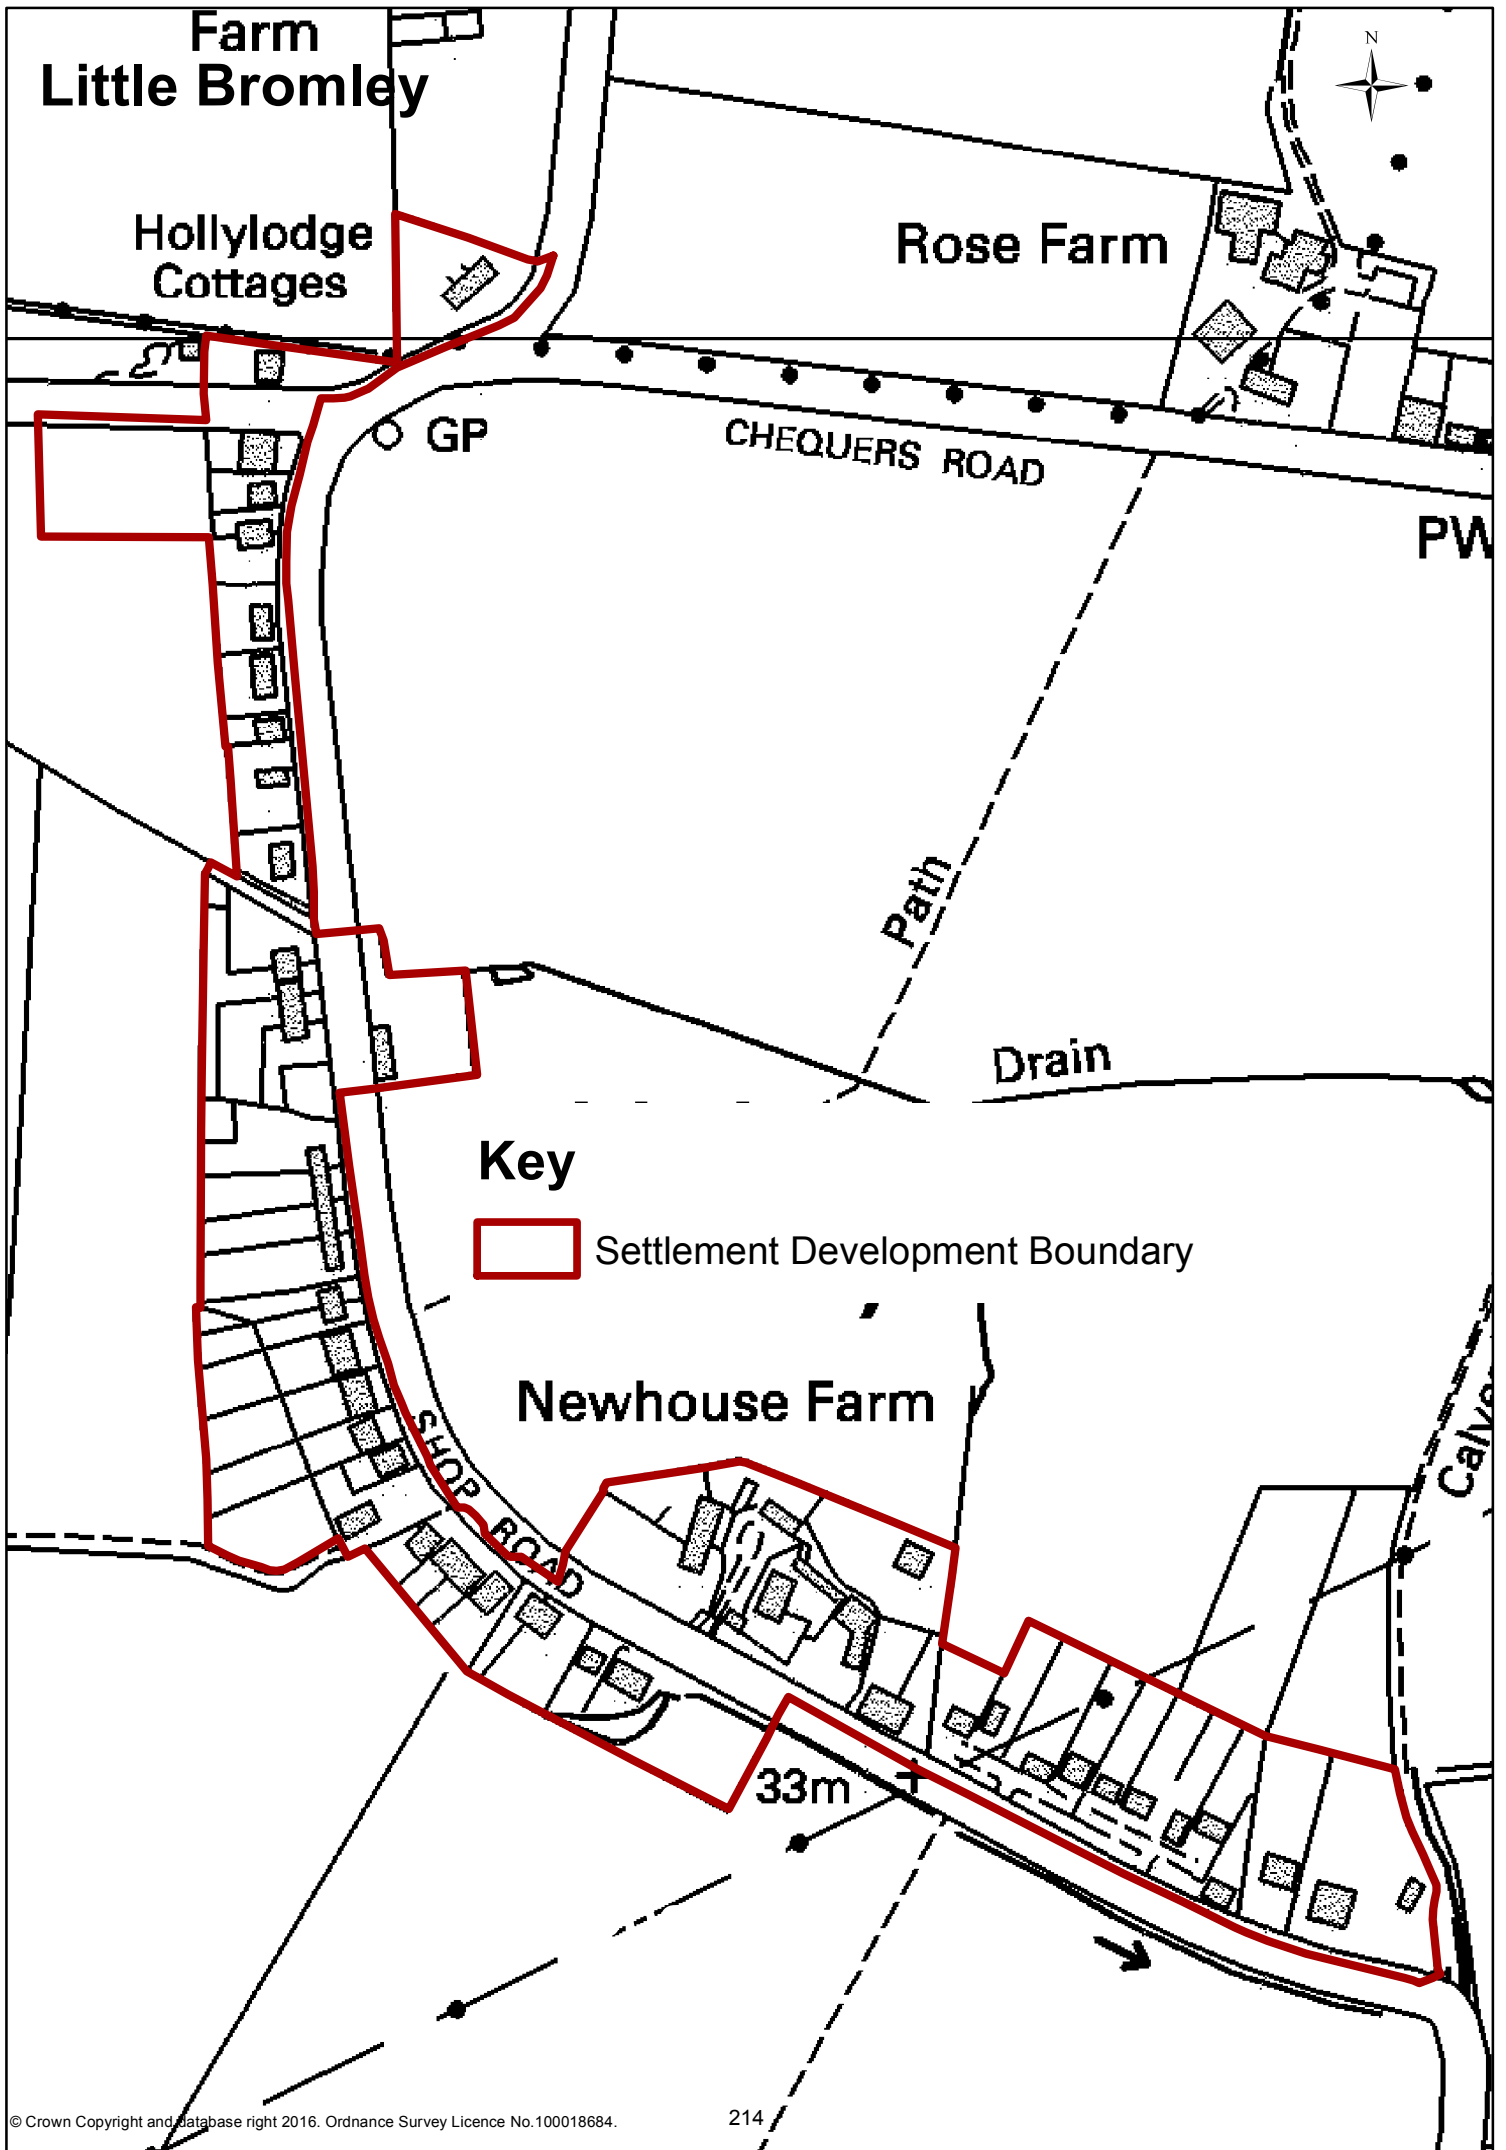 Farm
Little Bromley
N
Hollylodge
Cottages
Rose Farm
GP
CHEQUERS ROAD
PW
Path
Drain
Key
Settlement Development Boundary
Newhouse Farm
Calve
SHOP ROAD
33m
© Crown Copyright and database right 2016. Ordnance Survey Licence No.100018684.
214